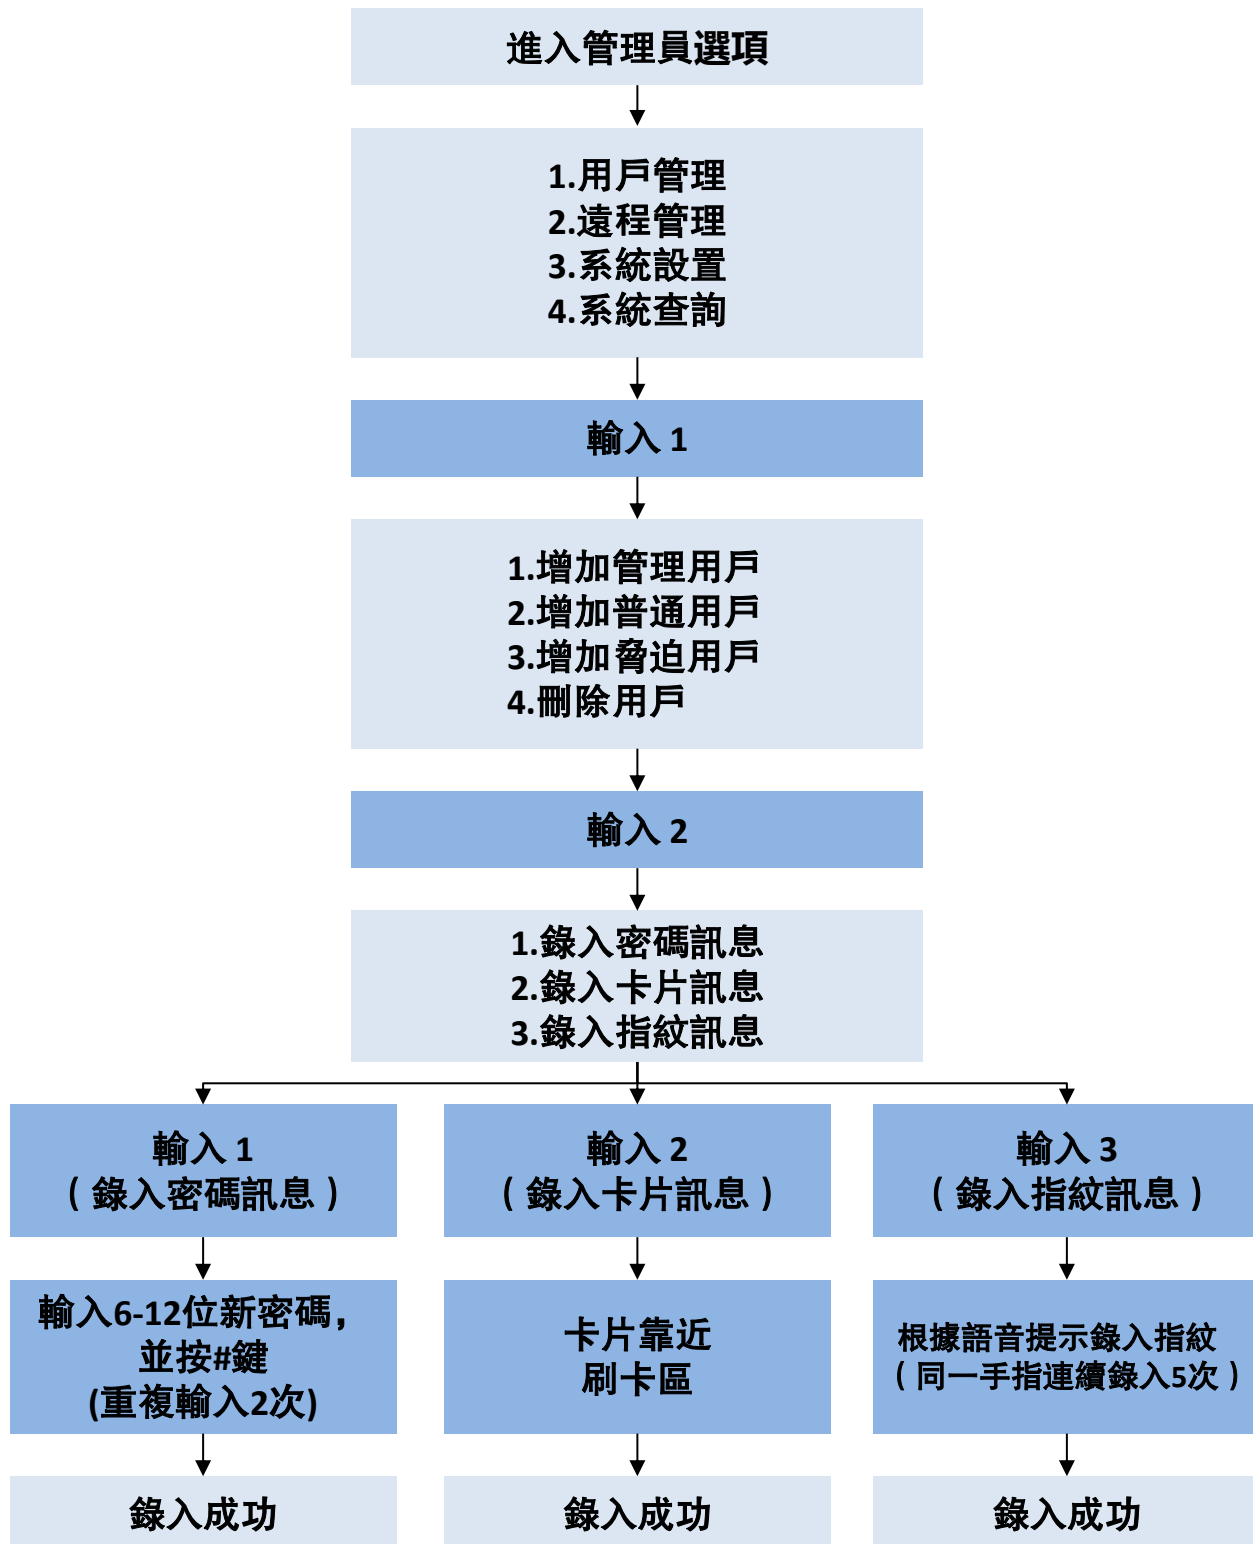 進入管理員選項
1.用戶管理
2.遠程管理
3.系統設置
4.系統查詢
輸入 1
1.增加管理用戶
2.增加普通用戶
3.增加脅迫用戶
4.刪除用戶
輸入 2
1.錄入密碼訊息
2.錄入卡片訊息
3.錄入指紋訊息
輸入 1
（錄入密碼訊息）
輸入6-12位新密碼，
並按#鍵
(重複輸入2次)
錄入成功
輸入 2
（錄入卡片訊息）
卡片靠近
刷卡區
錄入成功
輸入 3
（錄入指紋訊息）
根據語音提示錄入指紋
（同一手指連續錄入5次）
錄入成功